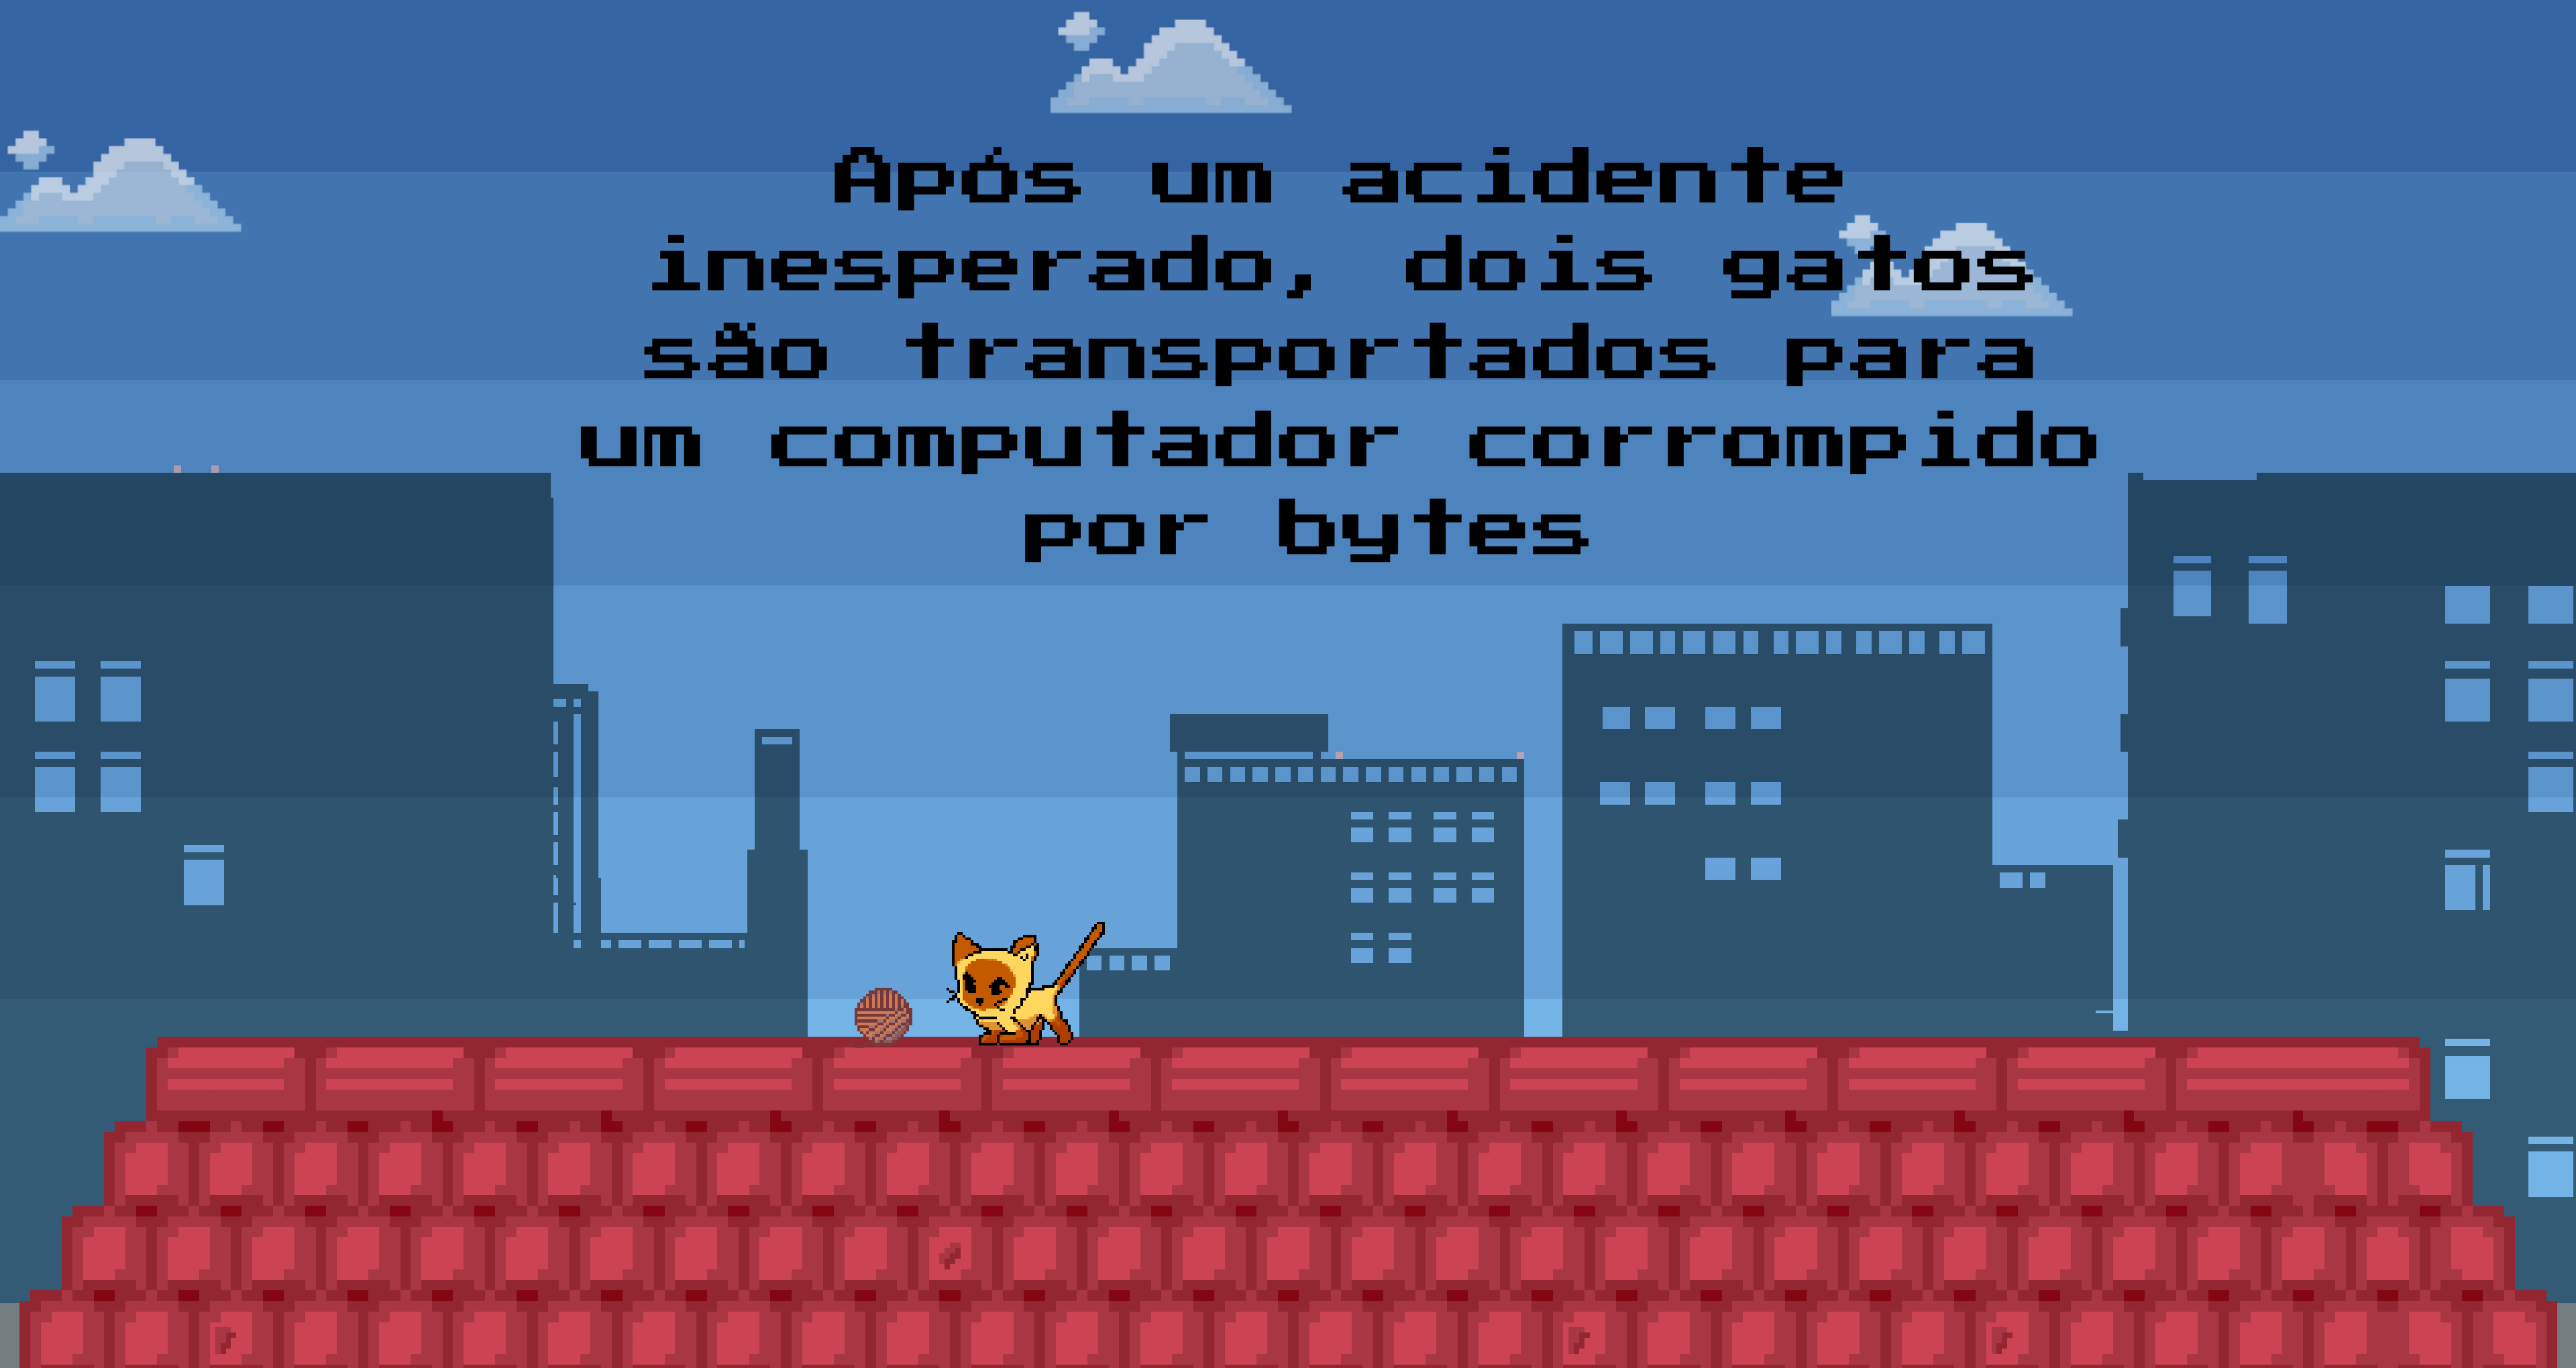 Após um acidente
inesperado, dois gatos
são transportados para
um computador corrompido
por bytes